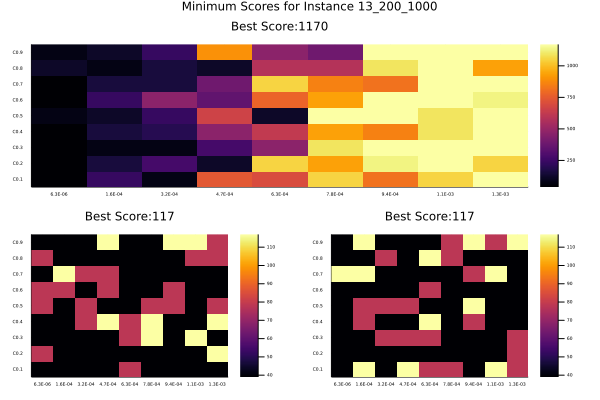 Minimum Scores for Instance 13_200_1000
Best Score:1170
C0.9
C0.8
C0.7
C0.6
C0.5
C0.4
C0.3
C0.2
C0.1
6.3E-06 1.6E-04 3.2E-04 4.7E-04 6.3E-04 7.8E-04 9.4E-04 1.1E-03 1.3E-03
1000
750
500
250
Best Score:117
C0.9
C0.8
C0.7
C0.6
C0.5
C0.4
C0.3
C0.2
C0.1
6.3E-06 1.6E-04 3.2E-04 4.7E-04 6.3E-04 7.8E-04 9.4E-04 1.1E-03 1.3E-03
110
100
90
80
70
60
50
40
Best Score:117
C0.9
C0.8
C0.7
C0.6
C0.5
C0.4
C0.3
C0.2
C0.1
6.3E-06 1.6E-04 3.2E-04 4.7E-04 6.3E-04 7.8E-04 9.4E-04 1.1E-03 1.3E-03
110
100
90
80
70
60
50
40